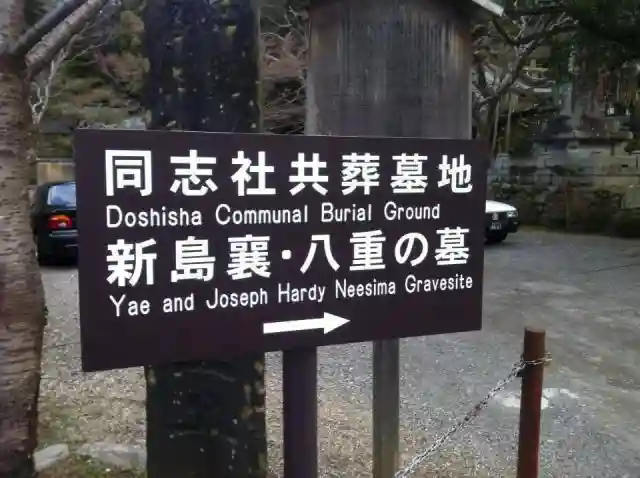 同志社共葬墓地
Doshisha Communal Burial Ground
新島襄・八重の墓
Yae and Joseph Hardy Neesima Gravesite